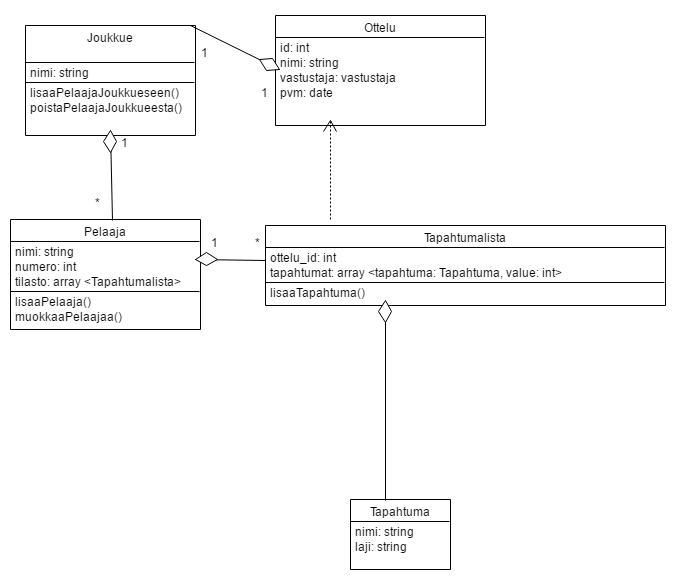 Joukkue
nimi: string
lisaaPelaajaJoukkueseen()
poistaPelaajaJoukkueesta()
1
Ottelu
id: int
nimi: string
vastustaja: vastustaja
pvm: date
1
1
*
Pelaaja
nimi: string
numero: int
tilasto: array <Tapahtumalista>
lisaaPelaaja()
muokkaaPelaajaa()
1
*
Tapahtumalista
ottelu_id: int
tapahtumat: array <tapahtuma: Tapahtuma, value: int>
lisaaTapahtuma()
Tapahtuma
nimi: string
laji: string